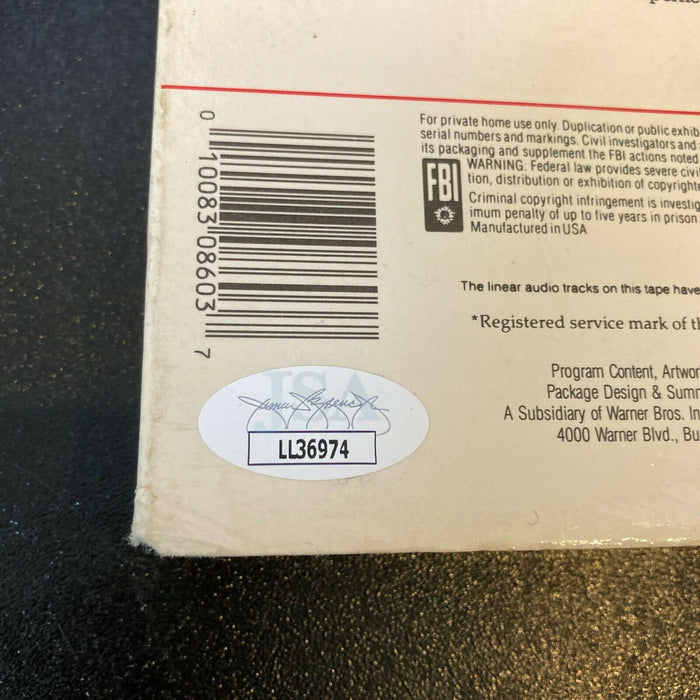 For private home use only. Duplication or public exhib
serial numbers and markings. Civil investigators and
its packaging and supplement the FBI actions noted
FBI
WARNING: Federal law provides severe civi
tion, distribution or exhibition of copyright
Criminal copyright infringement is investig
imum penalty of up to five years in prison
Manufactured in USA
0 10083 08603 7
The linear audio tracks on this tape have
*Registered service mark of th
Program Content, Artwor
Package Design & Summ
A Subsidiary of Warner Bros. In
4000 Warner Blvd., Bu
JSA
LL36974